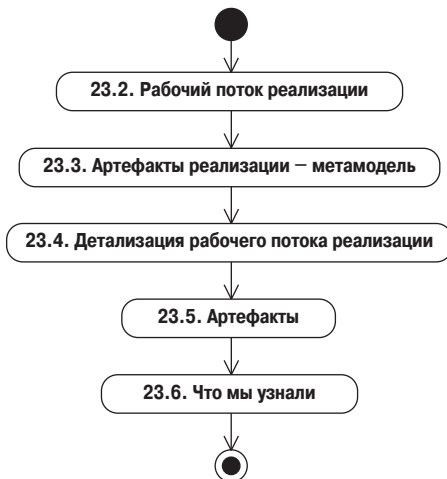 23.2. Рабочий поток реализации
23.3. Артефакты реализации – метамодель
23.4. Детализация рабочего потока реализации
23.5. Артефакты
23.6. Что мы узнали